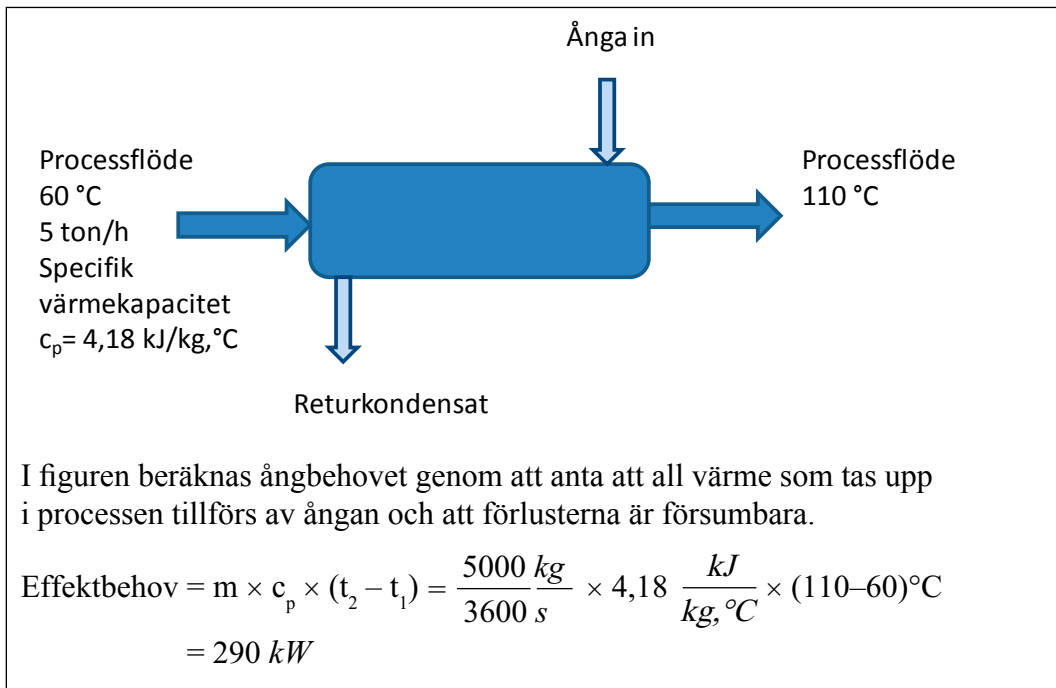 Ånga in
Processflöde
60 °C
5 ton/h
Specifik
värmekapacitet
cₚ= 4,18 kJ/kg,°C
Processflöde
110 °C
Returkondensat
I figuren beräknas ångbehovet genom att anta att all värme som tas upp
i processen tillförs av ångan och att förlusterna är försumbara.
Effektbehov = m × cₚ × (t₂ – t₁) = 5000/3600 kg/s × 4,18 kJ/kg,°C × (110–60)°C
= 290 kW